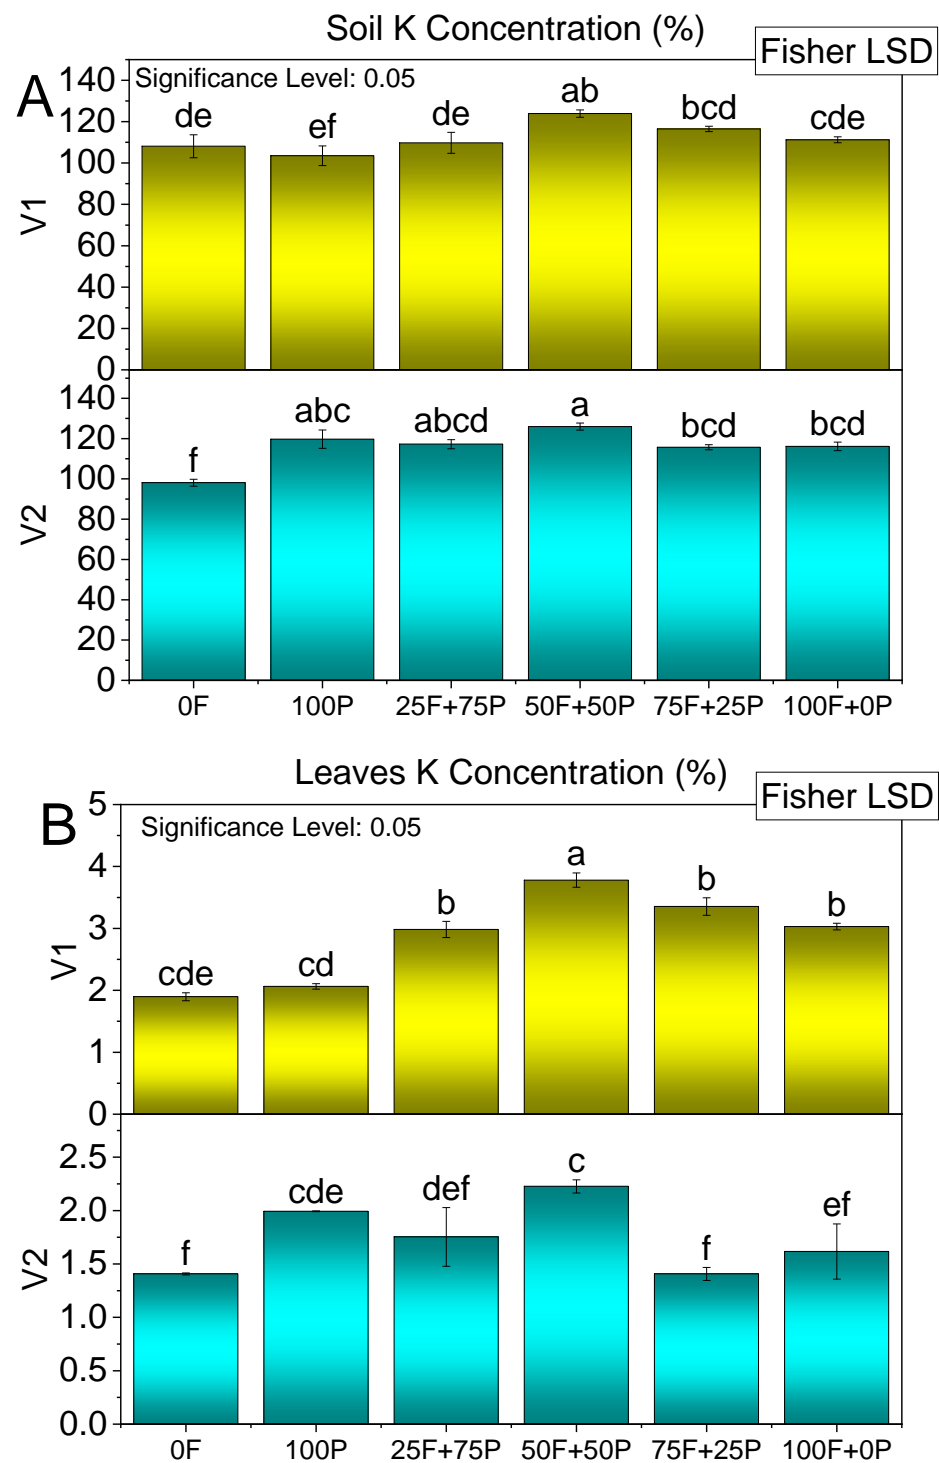 Soil K Concentration (%)
Fisher LSD
A
Significance Level: 0.05
V1
140
120
100
80
60
40
20
0
de
ef
de
ab
bcd
cde
V2
140
120
100
80
60
40
20
0
f
abc
abcd
a
bcd
bcd
0F 100P 25F+75P 50F+50P 75F+25P 100F+0P
Leaves K Concentration (%)
Fisher LSD
B
Significance Level: 0.05
V1
5
4
3
2
1
0
cde
cd
b
a
b
b
V2
2.5
2.0
1.5
1.0
0.5
0.0
f
cde
def
c
f
ef
0F 100P 25F+75P 50F+50P 75F+25P 100F+0P